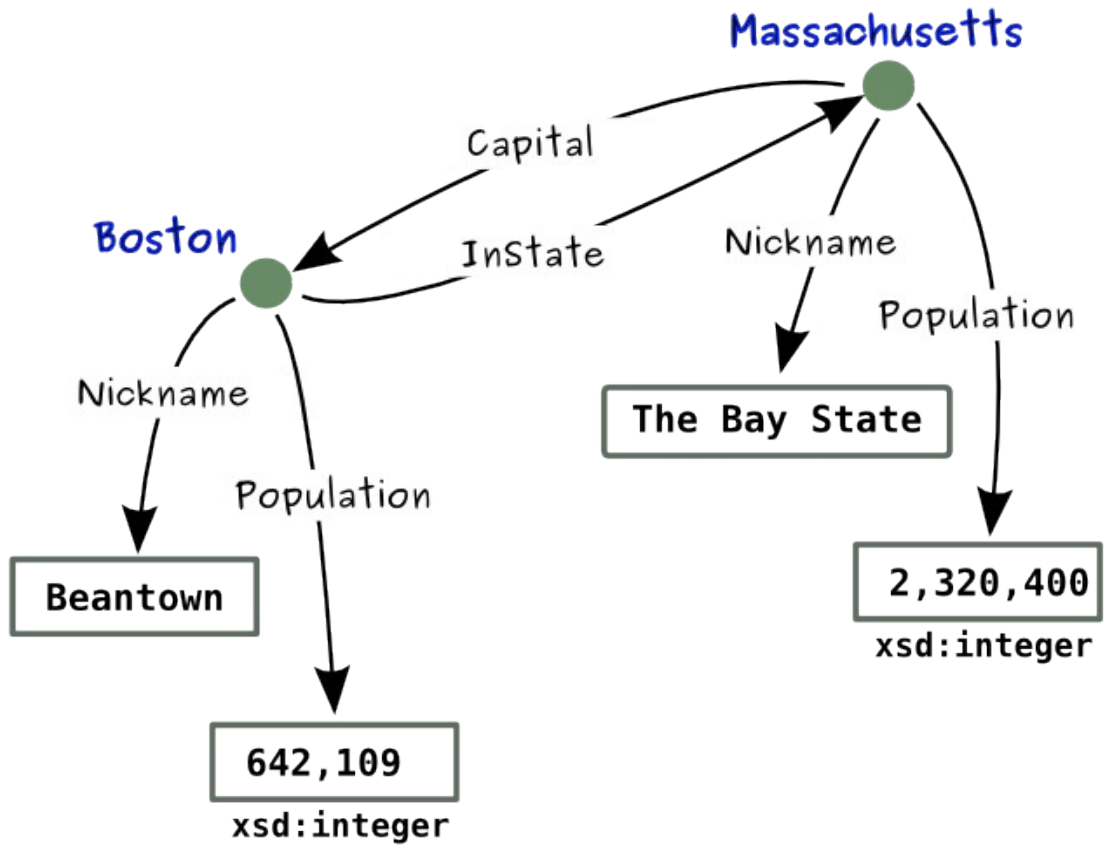 Massachusetts
Capital
Boston
InState
Nickname
Population
Nickname
The Bay State
Population
Beantown
2,320,400
xsd:integer
642,109
xsd:integer